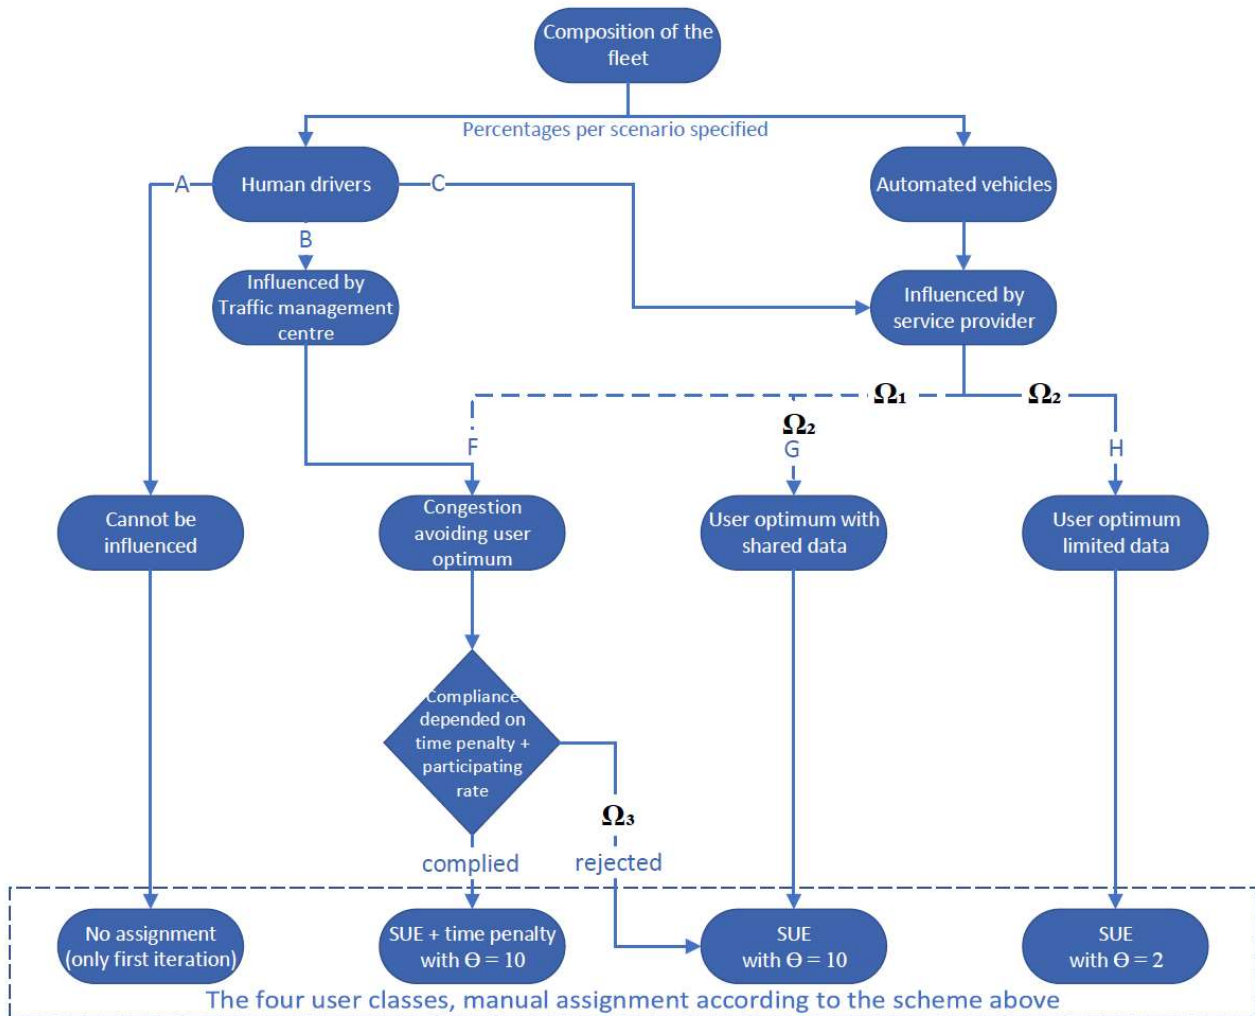 Composition of the
fleet
Percentages per scenario specified
A
Human drivers
C
Automated vehicles
B
Influenced by
Traffic management
centre
Influenced by
service provider
Ω₁
Ω₂
Ω₂
F
G
H
Cannot be
influenced
Congestion
avoiding user
optimum
User optimum with
shared data
User optimum
limited data
Compliance
depended on
time penalty +
participating
rate
Ω₃
complied
rejected
No assignment
(only first iteration)
SUE + time penalty
with Θ = 10
SUE
with Θ = 10
SUE
with Θ = 2
The four user classes, manual assignment according to the scheme above